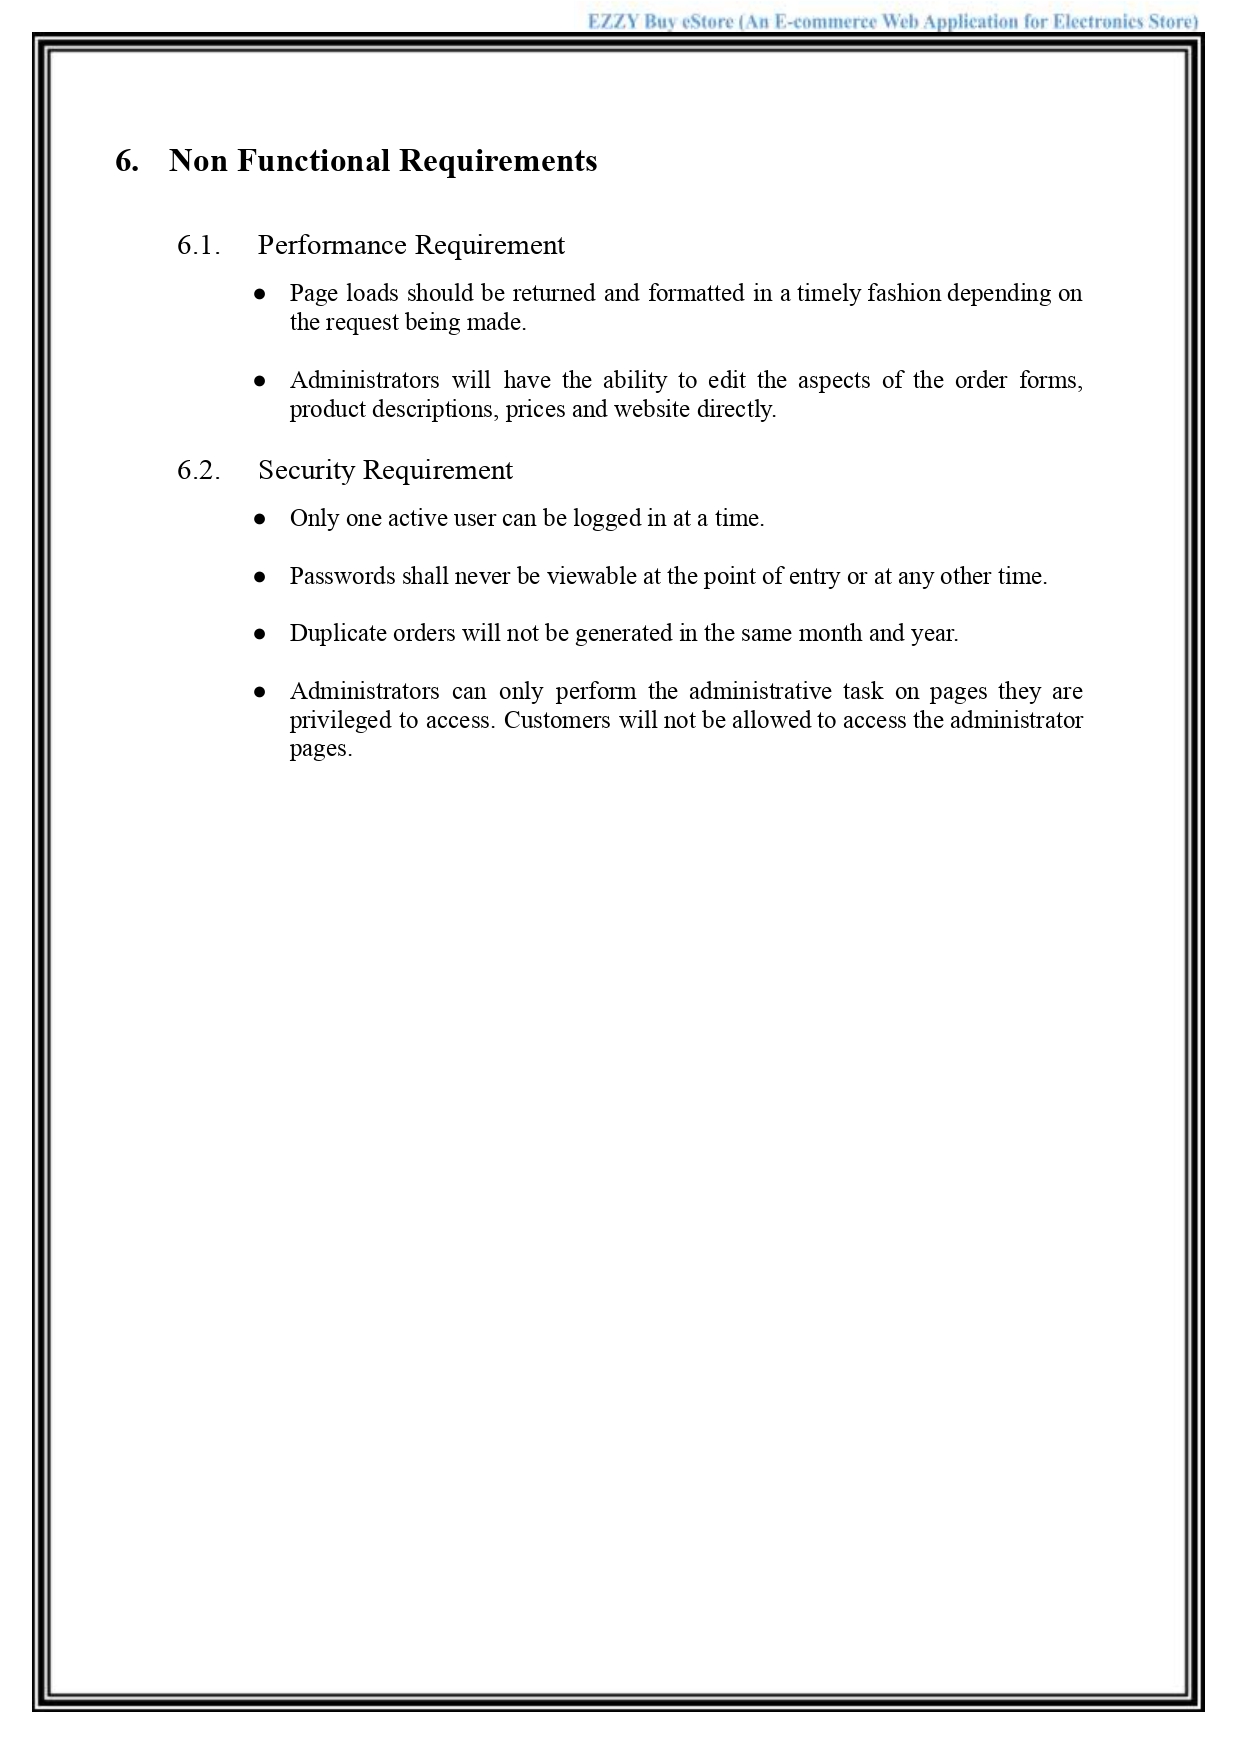 EZZY Buy eStore (An E-commerce Web Application for Electronics Store)
6. Non Functional Requirements
6.1. Performance Requirement
● Page loads should be returned and formatted in a timely fashion depending on
the request being made.
● Administrators will have the ability to edit the aspects of the order forms,
product descriptions, prices and website directly.
6.2. Security Requirement
● Only one active user can be logged in at a time.
● Passwords shall never be viewable at the point of entry or at any other time.
● Duplicate orders will not be generated in the same month and year.
● Administrators can only perform the administrative task on pages they are
privileged to access. Customers will not be allowed to access the administrator
pages.